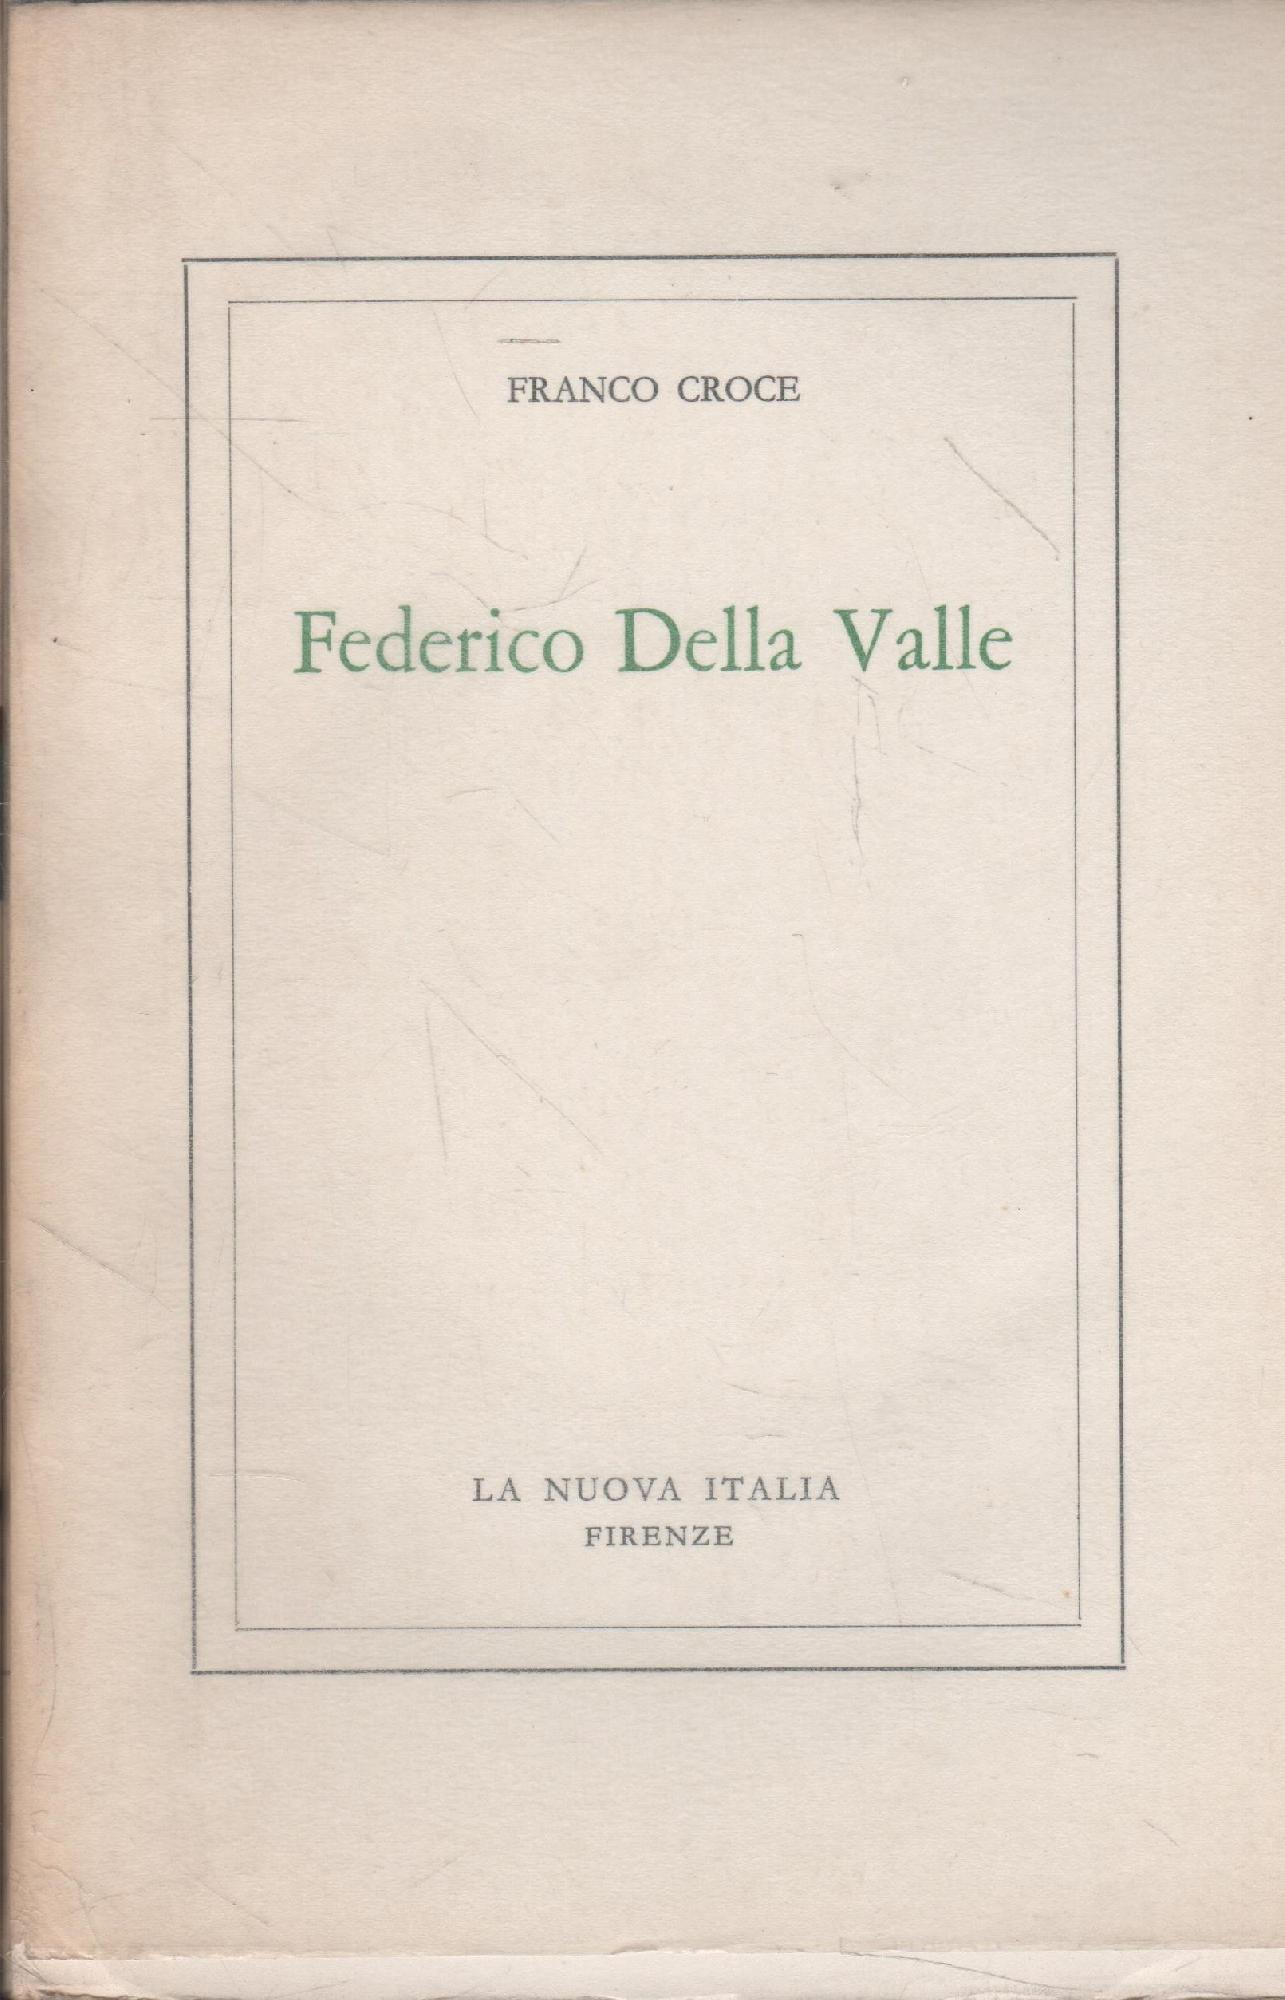 FRANCO CROCE
Federico Della Valle
LA NUOVA ITALIA
FIRENZE